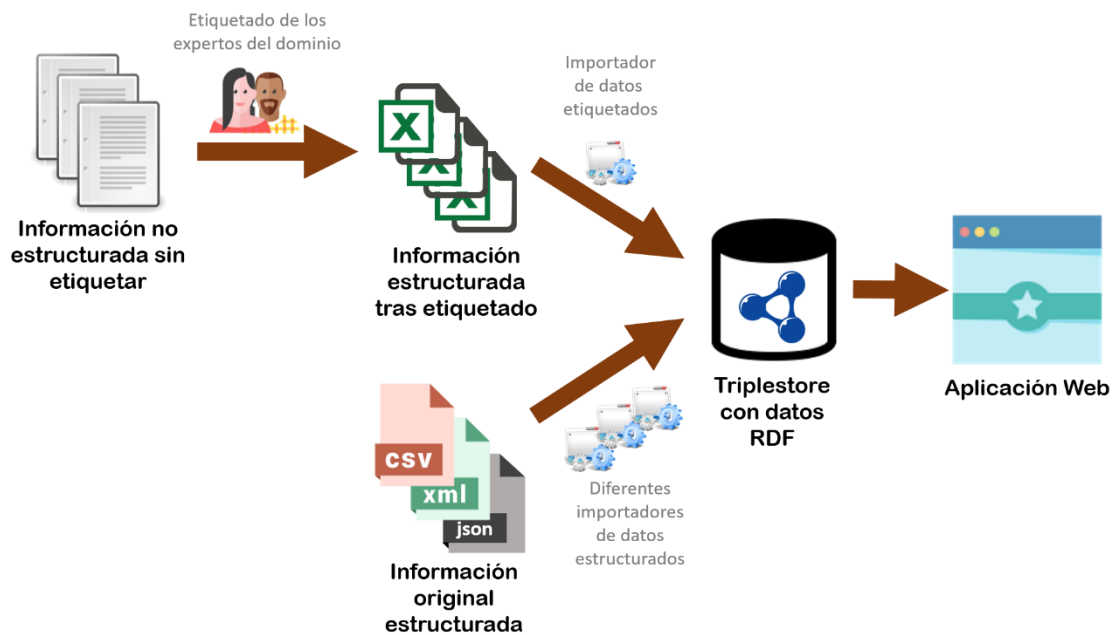 Etiquetado de los
expertos del dominio
Información no
estructurada sin
etiquetar
X
X
X
Información
estructurada
tras etiquetado
Importador
de datos
etiquetados
csv
xml
json
Información
original
estructurada
Diferentes
importadores
de datos
estructurados
Triplestore
con datos
RDF
Aplicación Web